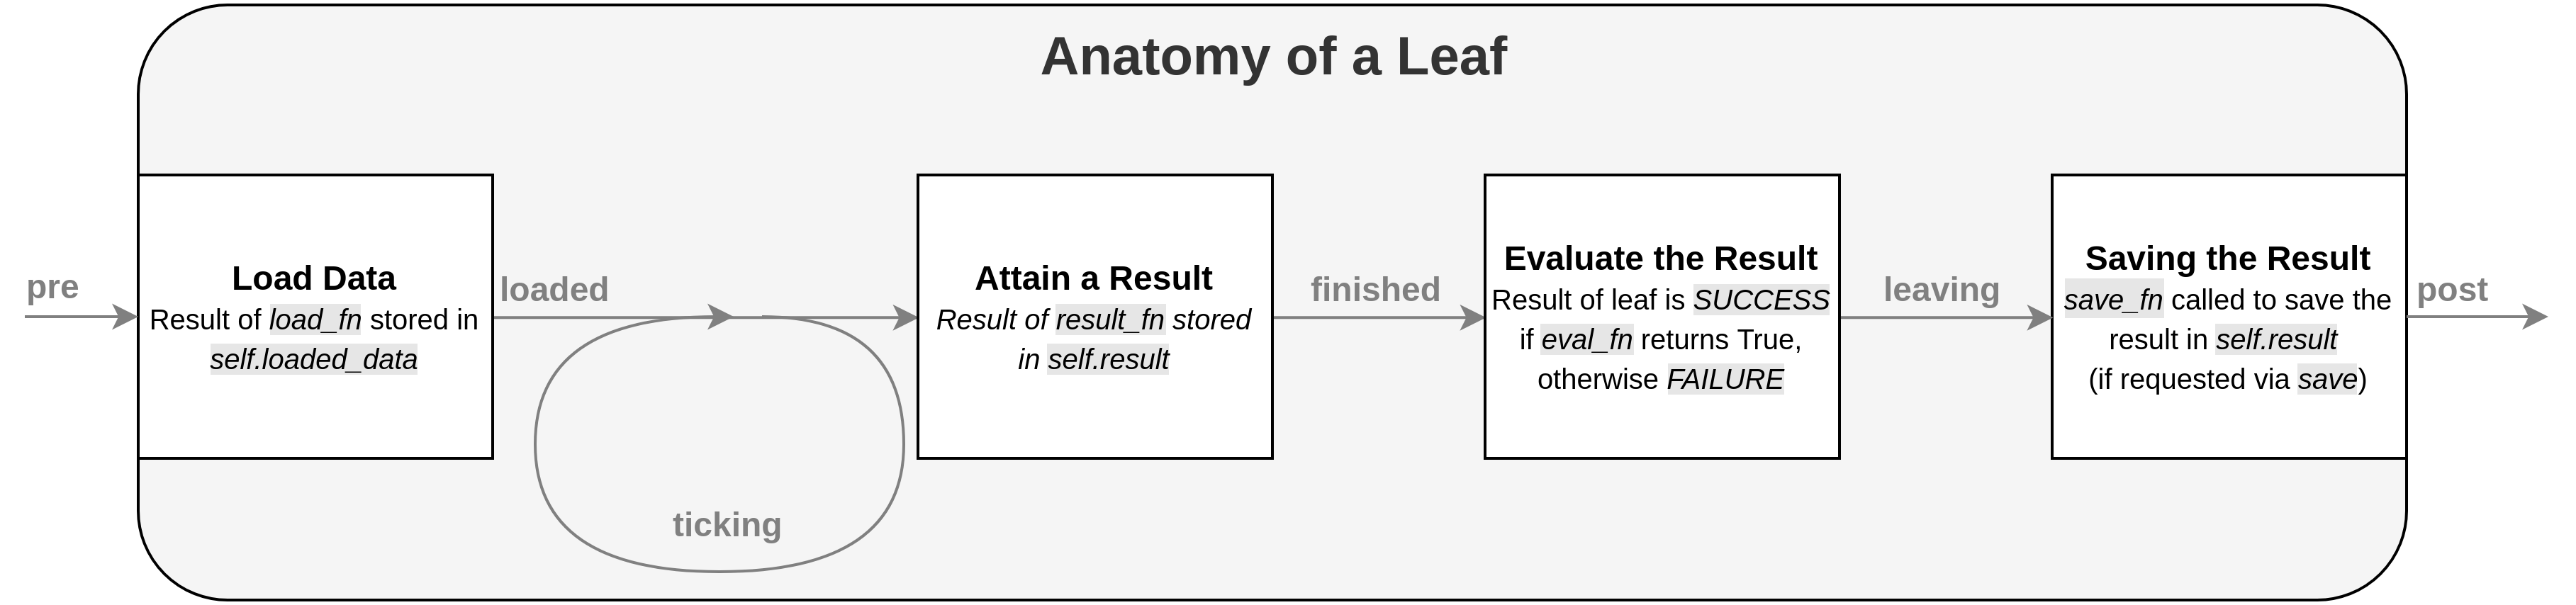 Anatomy of a Leaf
pre
Load Data
Result of load_fn stored in
self.loaded_data
loaded
ticking
Attain a Result
Result of result_fn stored
in self.result
finished
Evaluate the Result
Result of leaf is SUCCESS
if eval_fn returns True,
otherwise FAILURE
leaving
Saving the Result
save_fn called to save the
result in self.result
(if requested via save)
post